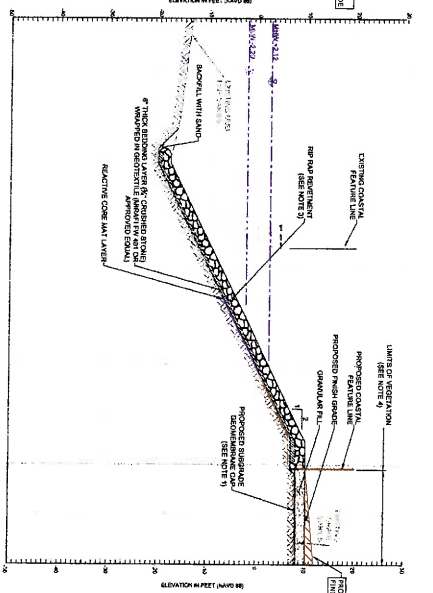 ELEVATION IN FEET (NAVD 88)
EXISTING COASTAL
FEATURE LINE
LIMITS OF VEGETATION
(SEE NOTE 4)
PROPOSED COASTAL
FEATURE LINE
PROPOSED FINISH GRADE
GRANULAR FILL
RIP RAP REVETMENT
(SEE NOTE 3)
BACKFILL WITH SAND
6" THICK BEDDING LAYER (¾" CRUSHED STONE)
WRAPPED IN GEOTEXTILE (MIRAFI FW 401 OR
APPROVED EQUAL)
REACTIVE CORE MAT LAYER
PROPOSED SUBGRADE
GEOMEMBRANE CAP
(SEE NOTE 1)
1
2
ELEVATION IN FEET (NAVD 88)